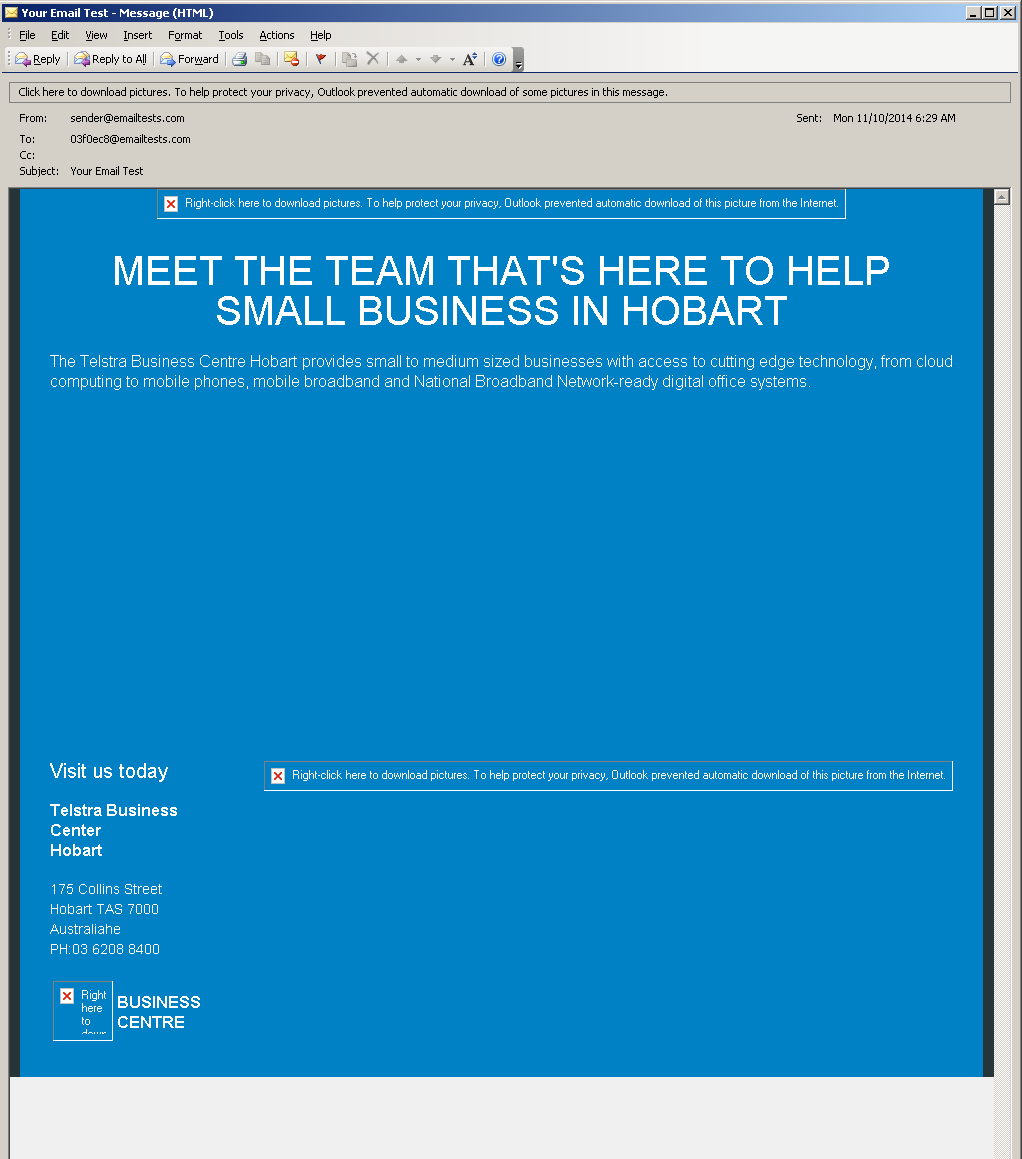 Your Email Test - Message (HTML)
File Edit View Insert Format Tools Actions Help
Reply Reply to All Forward
Click here to download pictures. To help protect your privacy, Outlook prevented automatic download of some pictures in this message.
From: sender@emailtests.com Sent: Mon 11/10/2014 6:29 AM
To: 03f0ec8@emailtests.com
Cc:
Subject: Your Email Test
Right-click here to download pictures. To help protect your privacy, Outlook prevented automatic download of this picture from the Internet.
MEET THE TEAM THAT'S HERE TO HELP
SMALL BUSINESS IN HOBART
The Telstra Business Centre Hobart provides small to medium sized businesses with access to cutting edge technology, from cloud
computing to mobile phones, mobile broadband and National Broadband Network-ready digital office systems.
Visit us today
Right-click here to download pictures. To help protect your privacy, Outlook prevented automatic download of this picture from the Internet.
Telstra Business
Center
Hobart
175 Collins Street
Hobart TAS 7000
Australiahe
PH:03 6208 8400
Right
here
to
BUSINESS
CENTRE